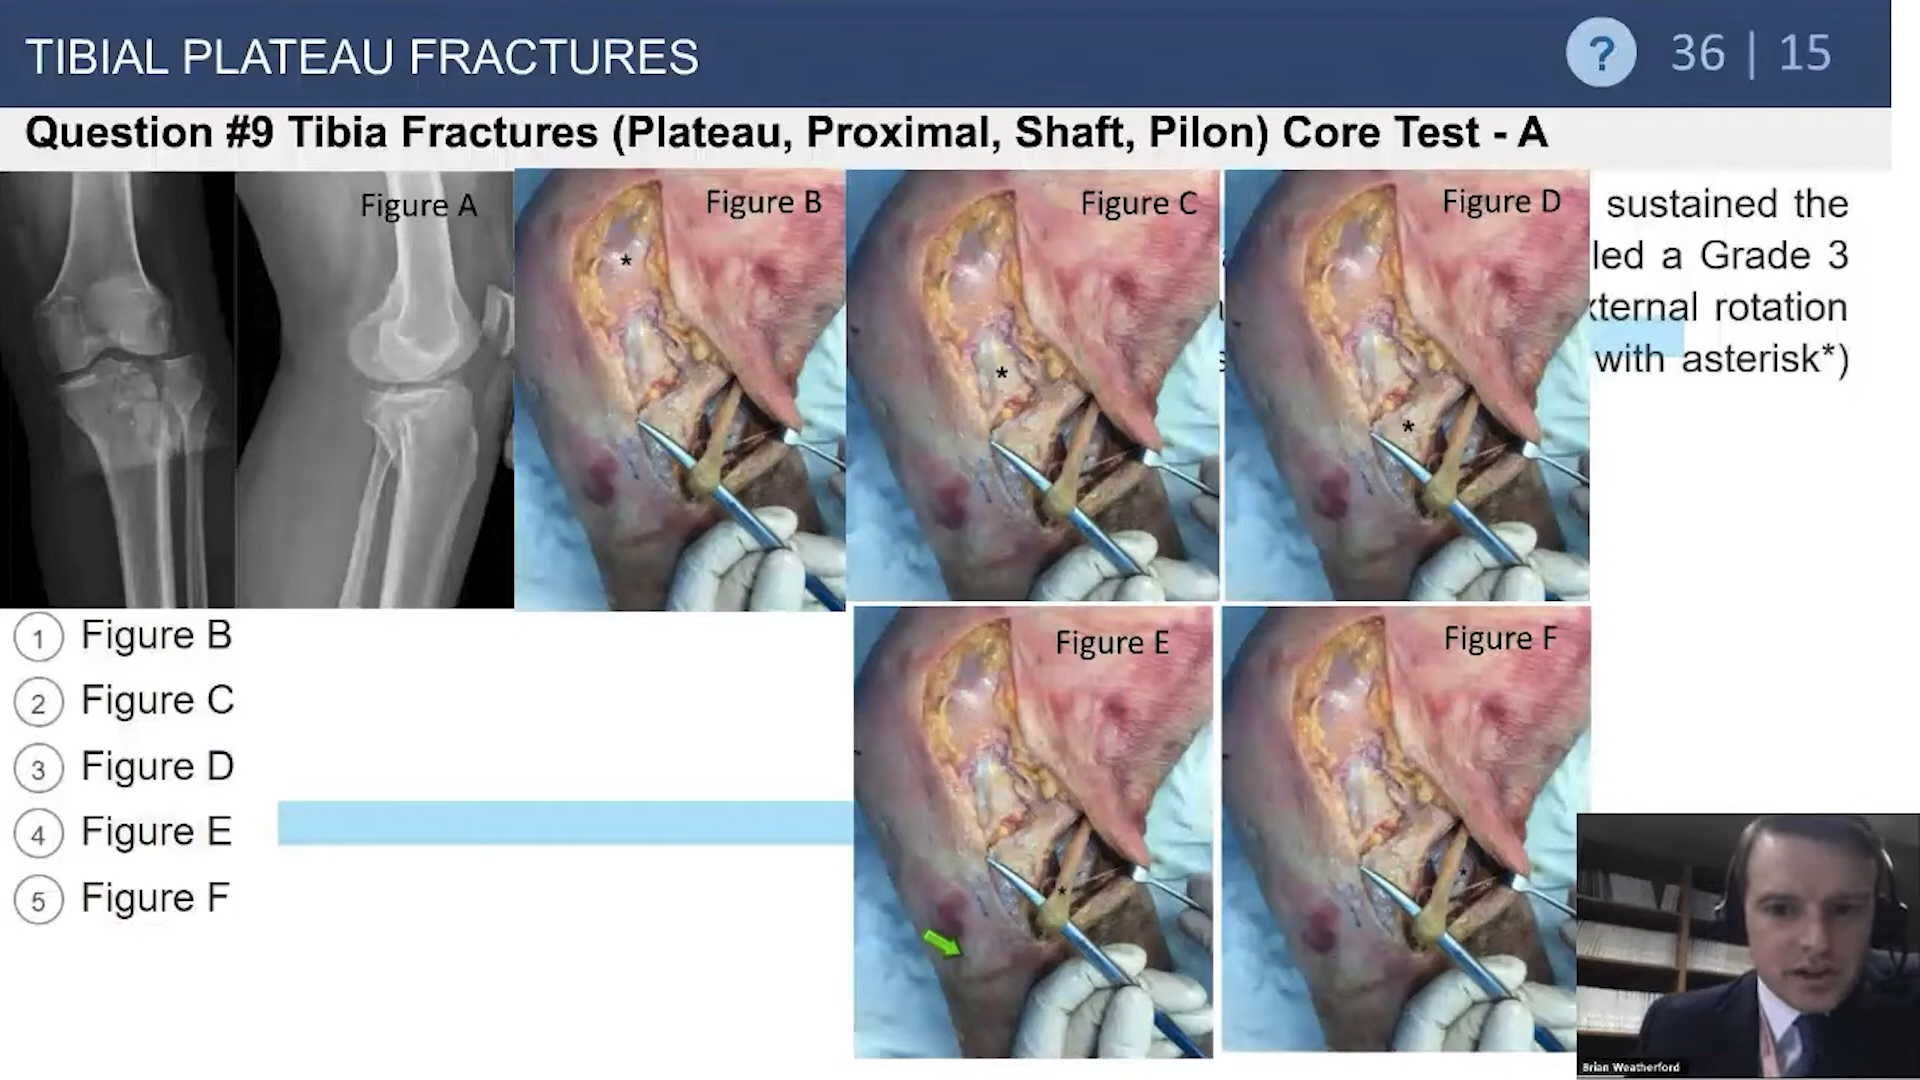 TIBIAL PLATEAU FRACTURES
? 36 | 15
Question #9 Tibia Fractures (Plateau, Proximal, Shaft, Pilon) Core Test - A
Figure A
Figure B
Figure C
Figure D
sustained the
led a Grade 3
xternal rotation
with asterisk*)
*
*
*
1 Figure B
2 Figure C
3 Figure D
4 Figure E
5 Figure F
Figure E
Figure F
*
*
Brian Weatherford